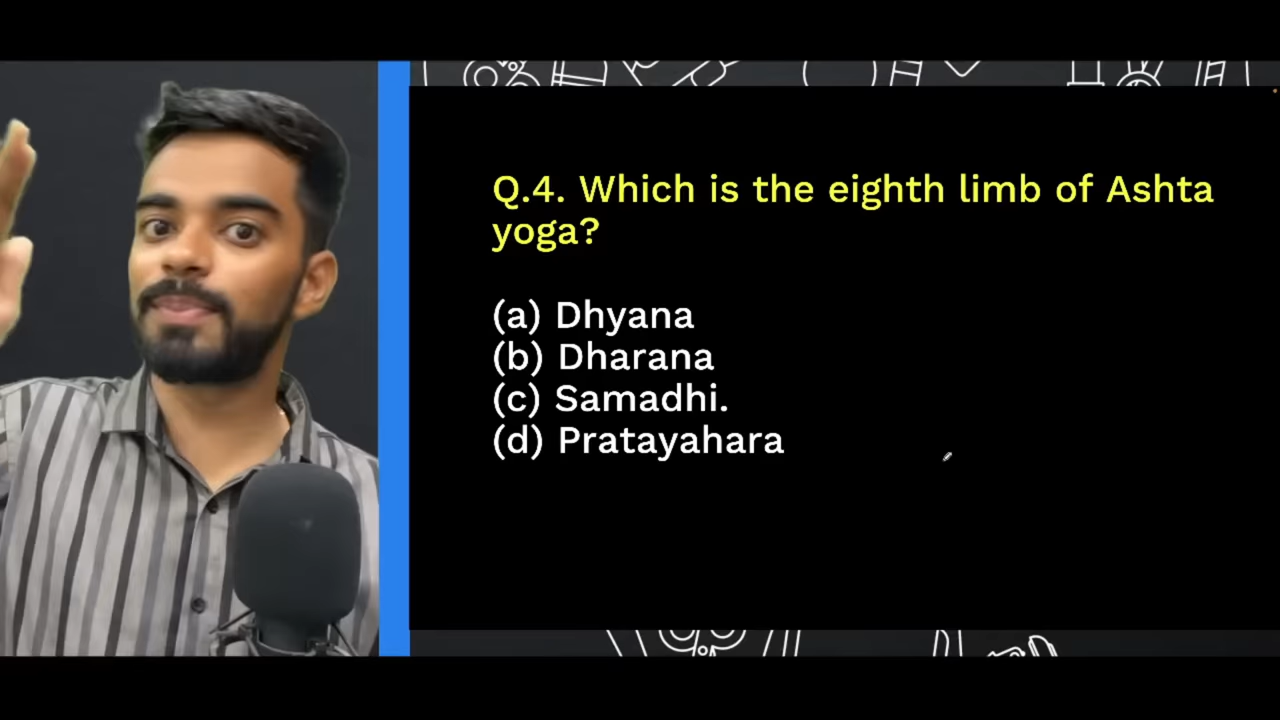 Q.4. Which is the eighth limb of Ashta
yoga?
(a) Dhyana
(b) Dharana
(c) Samadhi.
(d) Pratayahara